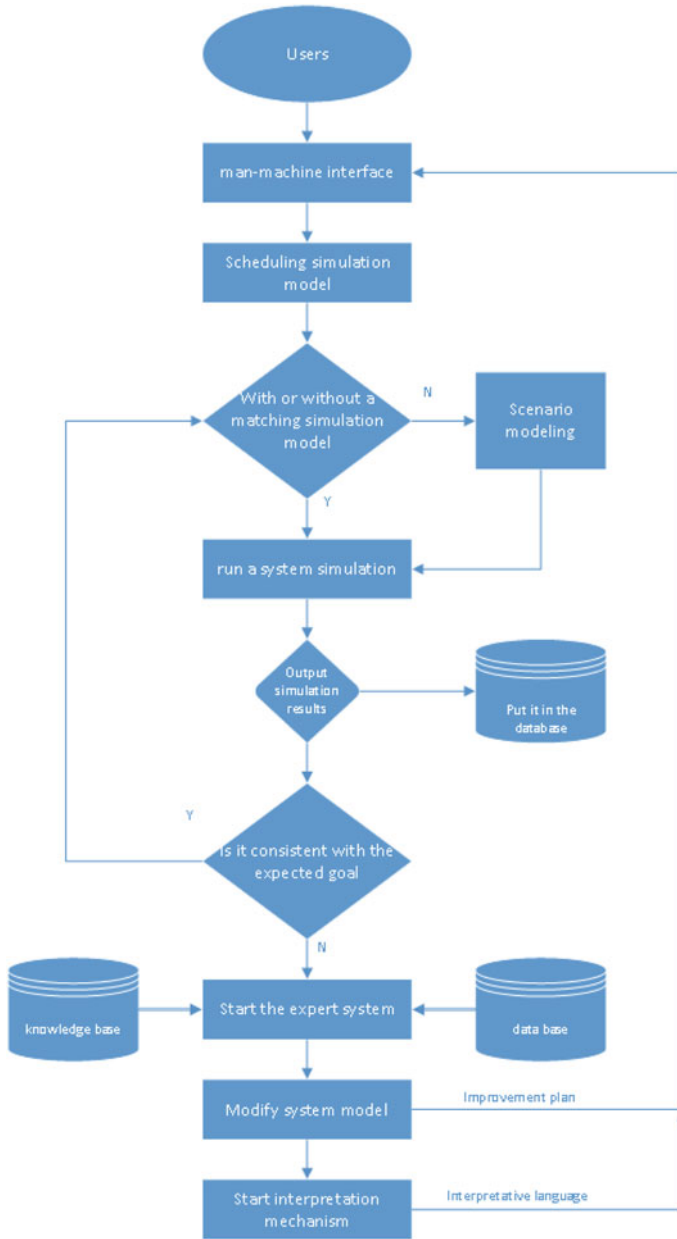 Users
man-machine interface
Scheduling simulation
model
With or without a
matching simulation
model
N
Scenario
modeling
Y
run a system simulation
Output
simulation
results
Put it in the
database
Y
Is it consistent with the
expected goal
N
knowledge base
Start the expert system
data base
Modify system model
Improvement plan
Start interpretation
mechanism
Interpretative language